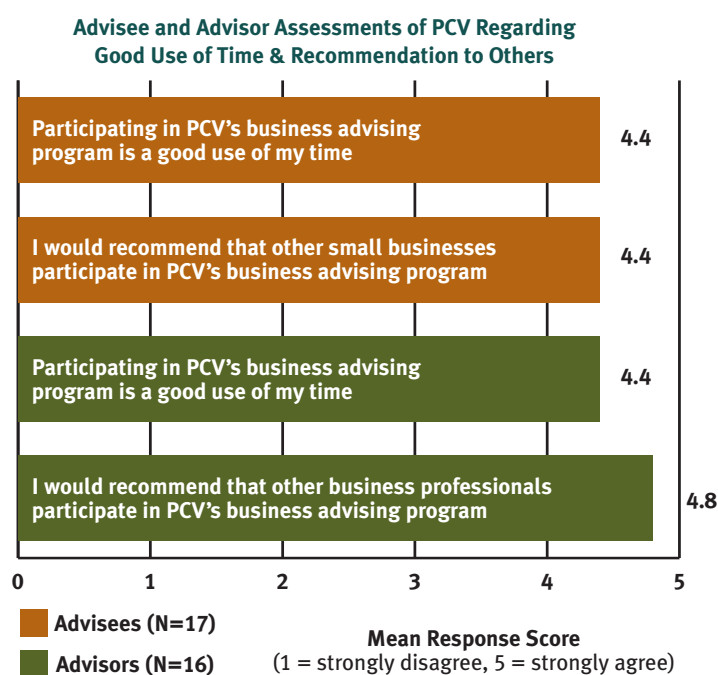 Advisee and Advisor Assessments of PCV Regarding
Good Use of Time & Recommendation to Others
Participating in PCV's business advising
program is a good use of my time
4.4
I would recommend that other small businesses
participate in PCV's business advising program
4.4
Participating in PCV's business advising
program is a good use of my time
4.4
I would recommend that other business professionals
participate in PCV's business advising program
4.8
0 1 2 3 4 5
Advisees (N=17)
Advisors (N=16)
Mean Response Score
(1 = strongly disagree, 5 = strongly agree)